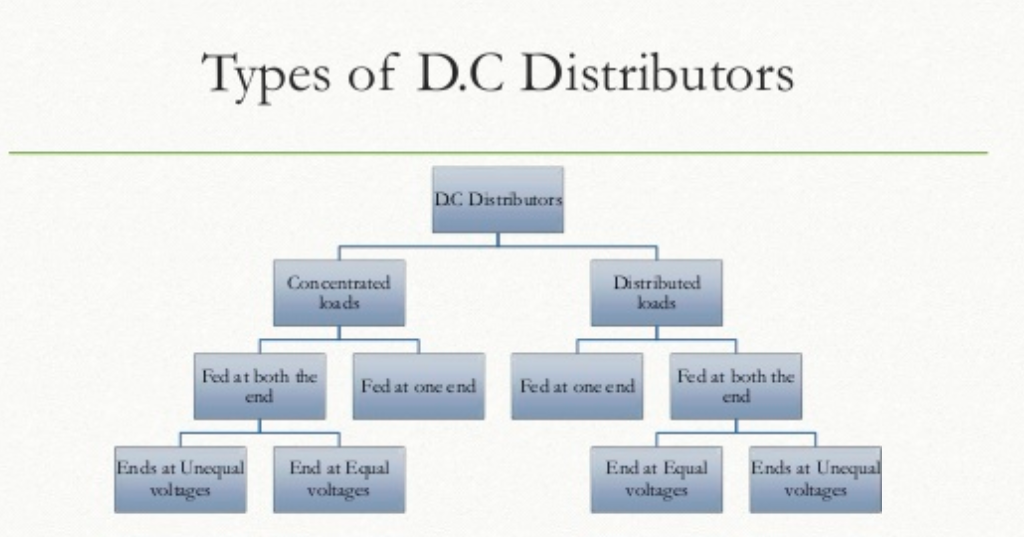 Types of D.C Distributors
D.C Distributors
Concentrated
loads
Distributed
loads
Fed at both the
end
Fed at one end
Fed at one end
Fed at both the
end
Ends at Unequal
voltages
End at Equal
voltages
End at Equal
voltages
Ends at Unequal
voltages